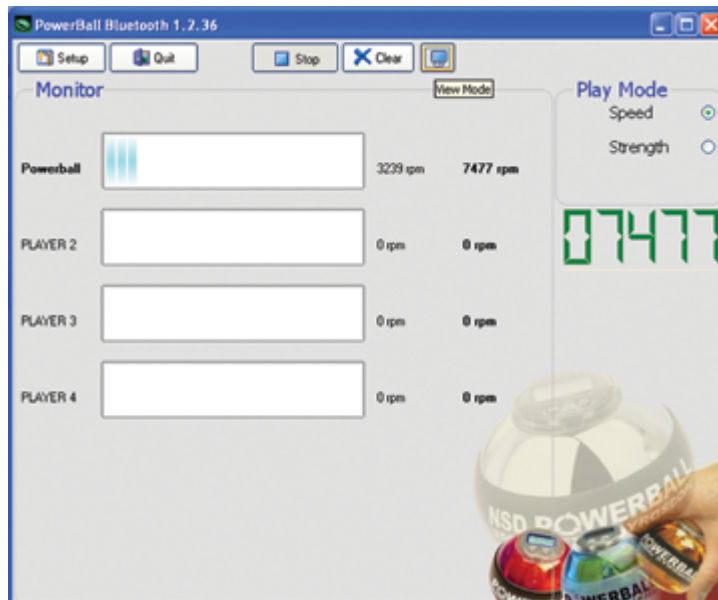 PowerBall Bluetooth 1.2.36
Setup Quit Stop Clear
View Mode
Monitor
Play Mode
Speed
Strength
Powerball 3239 rpm 7477 rpm
07477
PLAYER 2 0 rpm 0 rpm
PLAYER 3 0 rpm 0 rpm
PLAYER 4 0 rpm 0 rpm
NSD POWERBALL
POWERBA
WERBAL